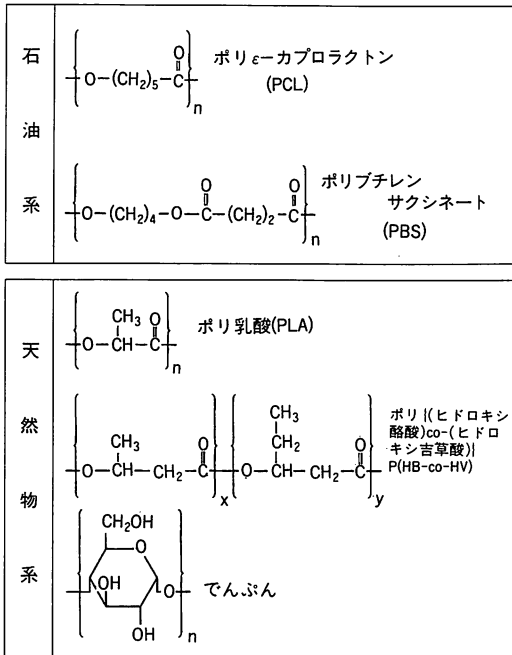 石油系
O
O–(CH₂)₅–C
n
ポリε-カプロラクトン
(PCL)
O O
O–(CH₂)₄–O–C–(CH₂)₂–C
n
ポリブチレン
サクシネート
(PBS)
天然物系
CH₃ O
O–CH–C
n
ポリ乳酸(PLA)
CH₃ O
O–CH–CH₂–C
x
CH₃
CH₂ O
O–CH–CH₂–C
y
ポリ{(ヒドロキシ
酪酸)co-(ヒドロ
キシ吉草酸)}
P(HB-co-HV)
CH₂OH
O
OH
O
OH
n
でんぷん